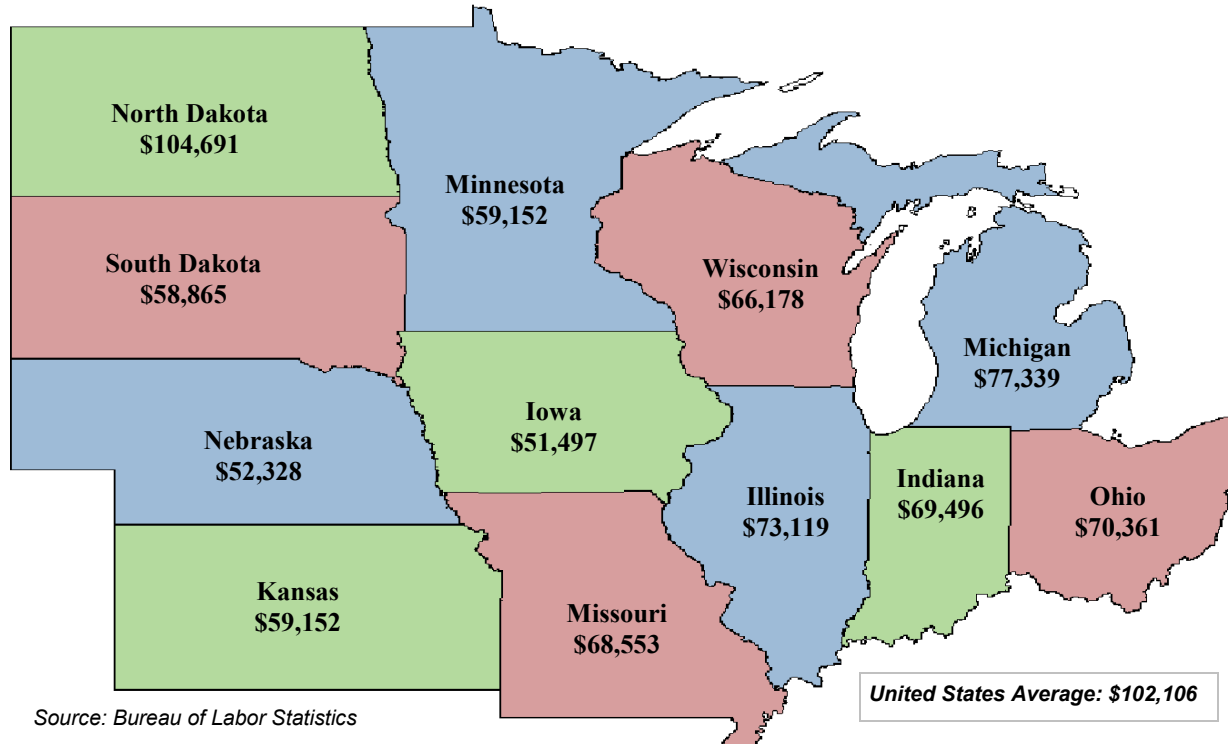 North Dakota
$104,691
Minnesota
$59,152
South Dakota
$58,865
Wisconsin
$66,178
Michigan
$77,339
Iowa
$51,497
Nebraska
$52,328
Illinois
$73,119
Indiana
$69,496
Ohio
$70,361
Kansas
$59,152
Missouri
$68,553
United States Average: $102,106
Source: Bureau of Labor Statistics